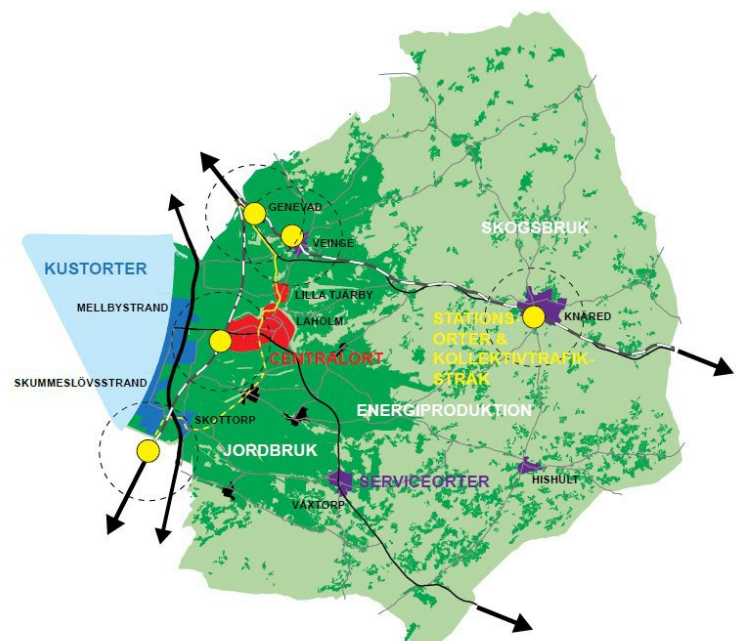 GENEVAD
VEINGE
SKOGSBRUK
KUSTORTER
LILLA TJÄRBY
MELLBYSTRAND
LAHOLM
STATIONS-
ORTER &
KOLLEKTIVTRAFIK-
STRÅK
KNÄRED
CENTRALORT
SKUMMESLÖVSSTRAND
ENERGIPRODUKTION
SKOTTORP
JORDBRUK
SERVICEORTER
HISHULT
VÅXTORP